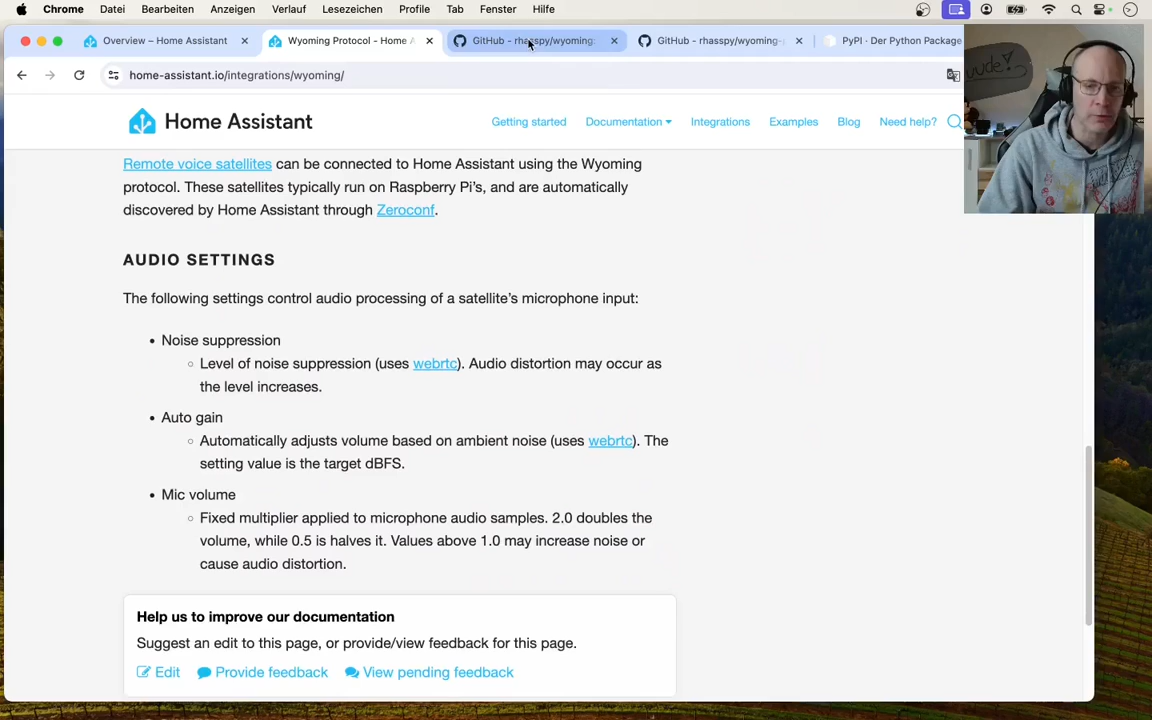 Chrome Datei Bearbeiten Anzeigen Verlauf Lesezeichen Profile Tab Fenster Hilfe
Overview – Home Assistant
Wyoming Protocol - Home A
GitHub - rhasspy/wyoming:
GitHub - rhasspy/wyoming-
PyPI · Der Python Package
home-assistant.io/integrations/wyoming/
Home Assistant
Getting started Documentation Integrations Examples Blog Need help?
Remote voice satellites can be connected to Home Assistant using the Wyoming
protocol. These satellites typically run on Raspberry Pi’s, and are automatically
discovered by Home Assistant through Zeroconf.
AUDIO SETTINGS
The following settings control audio processing of a satellite’s microphone input:
• Noise suppression
○ Level of noise suppression (uses webrtc). Audio distortion may occur as
the level increases.
• Auto gain
○ Automatically adjusts volume based on ambient noise (uses webrtc). The
setting value is the target dBFS.
• Mic volume
○ Fixed multiplier applied to microphone audio samples. 2.0 doubles the
volume, while 0.5 is halves it. Values above 1.0 may increase noise or
cause audio distortion.
Help us to improve our documentation
Suggest an edit to this page, or provide/view feedback for this page.
Edit Provide feedback View pending feedback